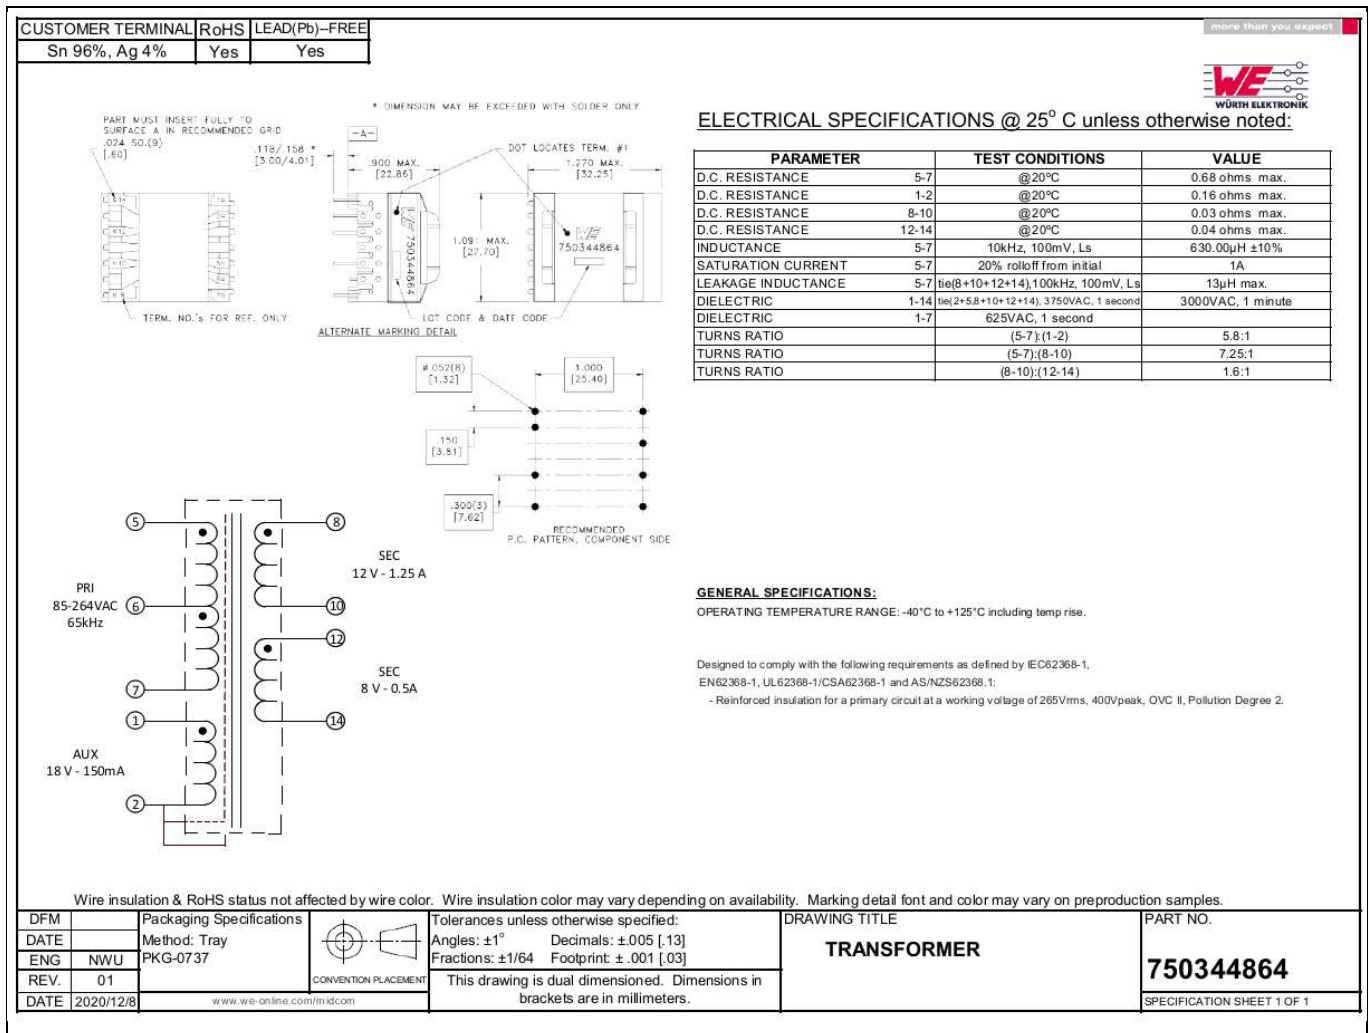 CUSTOMER TERMINAL RoHS LEAD(Pb)--FREE
Sn 96%, Ag 4% Yes Yes
more than you expect
WE
WÜRTH ELEKTRONIK
* DIMENSION MAY BE EXCEEDED WITH SOLDER ONLY
PART MUST INSERT FULLY TO
SURFACE A IN RECOMMENDED GRID
.024 SQ.(9)
[.60]
.118/.158 *
[3.00/4.01]
-A-
.900 MAX.
[22.86]
DOT LOCATES TERM. #1
1.270 MAX.
[32.25]
1.091 MAX.
[27.70]
WE 750344864
WE
750344864
TERM. NO.'s FOR REF. ONLY
LOT CODE & DATE CODE
ALTERNATE MARKING DETAIL
ø.052(8)
[1.32]
1.000
[25.40]
.150
[3.81]
.300(3)
[7.62]
RECOMMENDED
P.C. PATTERN, COMPONENT SIDE
ELECTRICAL SPECIFICATIONS @ 25° C unless otherwise noted:
PARAMETER TEST CONDITIONS VALUE
D.C. RESISTANCE 5-7 @20ºC 0.68 ohms max.
D.C. RESISTANCE 1-2 @20ºC 0.16 ohms max.
D.C. RESISTANCE 8-10 @20ºC 0.03 ohms max.
D.C. RESISTANCE 12-14 @20ºC 0.04 ohms max.
INDUCTANCE 5-7 10kHz, 100mV, Ls 630.00µH ±10%
SATURATION CURRENT 5-7 20% rolloff from initial 1A
LEAKAGE INDUCTANCE 5-7 tie(8+10+12+14),100kHz, 100mV, Ls 13µH max.
DIELECTRIC 1-14 tie(2+5,8+10+12+14), 3750VAC, 1 second 3000VAC, 1 minute
DIELECTRIC 1-7 625VAC, 1 second
TURNS RATIO (5-7):(1-2) 5.8:1
TURNS RATIO (5-7):(8-10) 7.25:1
TURNS RATIO (8-10):(12-14) 1.6:1
5
8
SEC
12 V - 1.25 A
PRI
85-264VAC
65kHz
6
10
12
SEC
8 V - 0.5A
7
1
14
AUX
18 V - 150mA
2
GENERAL SPECIFICATIONS:
OPERATING TEMPERATURE RANGE: -40°C to +125°C including temp rise.
Designed to comply with the following requirements as defined by IEC62368-1,
EN62368-1, UL62368-1/CSA62368-1 and AS/NZS62368.1:
- Reinforced insulation for a primary circuit at a working voltage of 265Vrms, 400Vpeak, OVC II, Pollution Degree 2.
Wire insulation & RoHS status not affected by wire color. Wire insulation color may vary depending on availability. Marking detail font and color may vary on preproduction samples.
DFM
DATE
ENG NWU
REV. 01
DATE 2020/12/8
Packaging Specifications
Method: Tray
PKG-0737
www.we-online.com/midcom
CONVENTION PLACEMENT
Tolerances unless otherwise specified:
Angles: ±1° Decimals: ±.005 [.13]
Fractions: ±1/64 Footprint: ± .001 [.03]
This drawing is dual dimensioned. Dimensions in
brackets are in millimeters.
DRAWING TITLE
TRANSFORMER
PART NO.
750344864
SPECIFICATION SHEET 1 OF 1